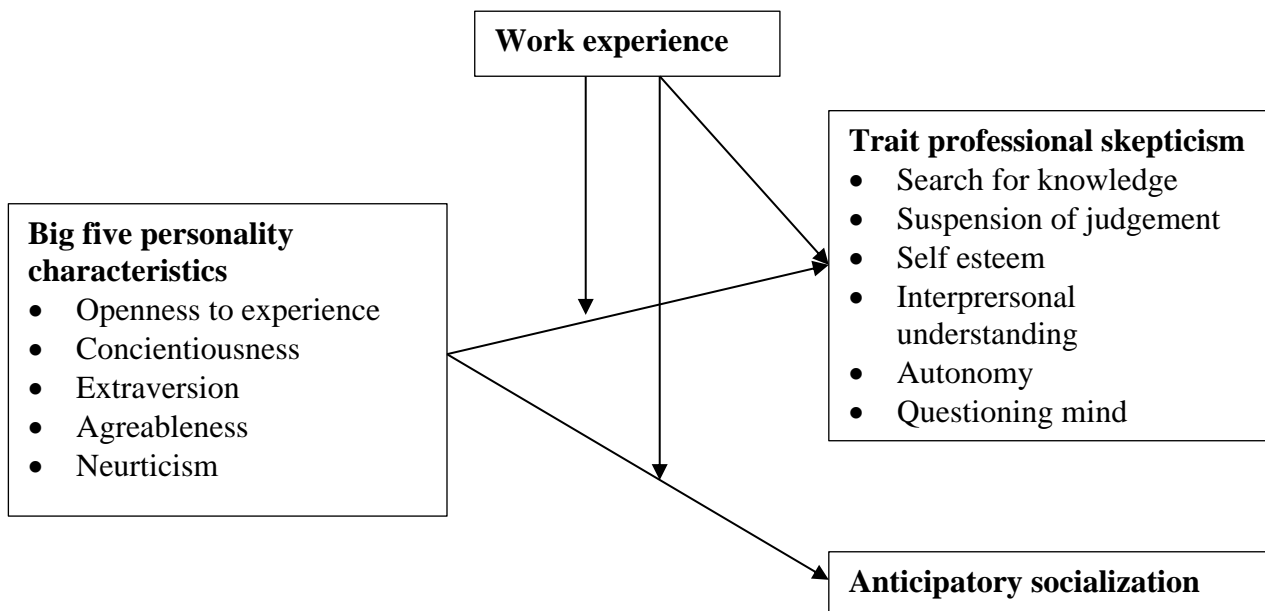 Work experience
Trait professional skepticism
• Search for knowledge
• Suspension of judgement
• Self esteem
• Interprersonal
understanding
• Autonomy
• Questioning mind
Big five personality
characteristics
• Openness to experience
• Concientiousness
• Extraversion
• Agreableness
• Neurticism
Anticipatory socialization